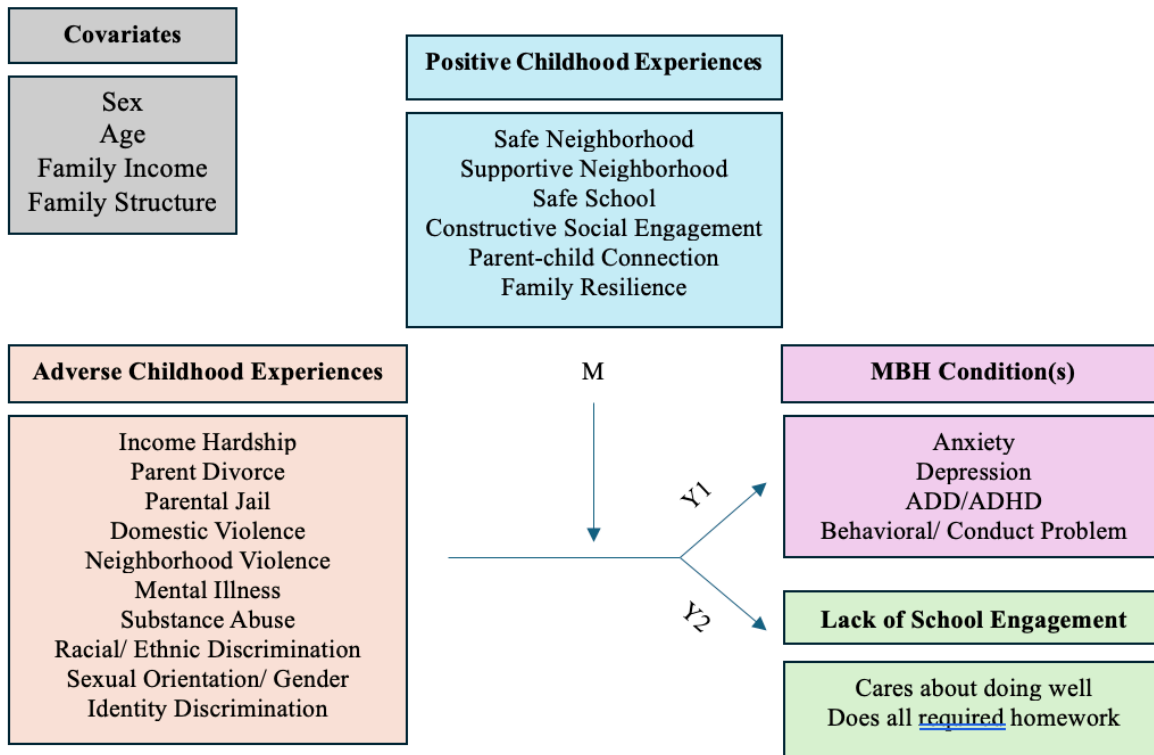 Covariates
Sex
Age
Family Income
Family Structure
Positive Childhood Experiences
Safe Neighborhood
Supportive Neighborhood
Safe School
Constructive Social Engagement
Parent-child Connection
Family Resilience
Adverse Childhood Experiences
Income Hardship
Parent Divorce
Parental Jail
Domestic Violence
Neighborhood Violence
Mental Illness
Substance Abuse
Racial/ Ethnic Discrimination
Sexual Orientation/ Gender
Identity Discrimination
M
Y1
Y2
MBH Condition(s)
Anxiety
Depression
ADD/ADHD
Behavioral/ Conduct Problem
Lack of School Engagement
Cares about doing well
Does all required homework